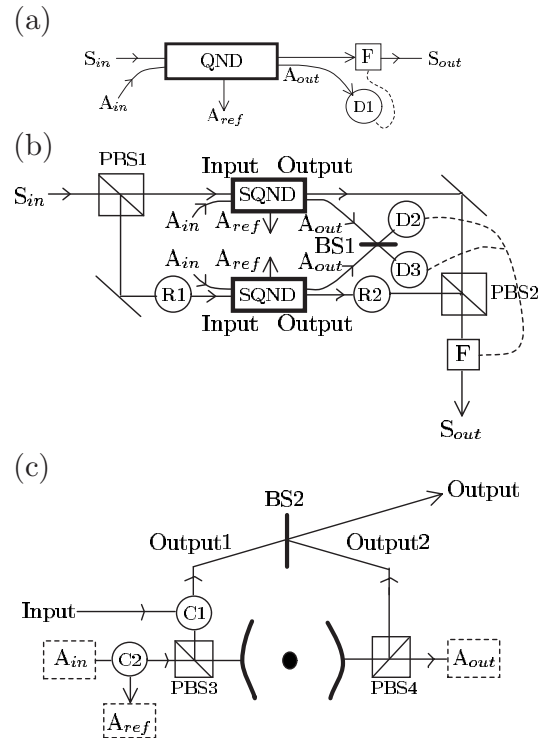 (a)
S_in QND F S_out
A_in A_ref A_out D1
(b)
PBS1 Input Output
S_in SQND
A_in A_ref A_out D2
BS1
A_in A_ref A_out D3
R1 SQND R2 PBS2
Input Output
F
S_out
(c)
BS2 Output
Output1 Output2
Input C1
A_in C2 A_out
PBS3 PBS4
A_ref